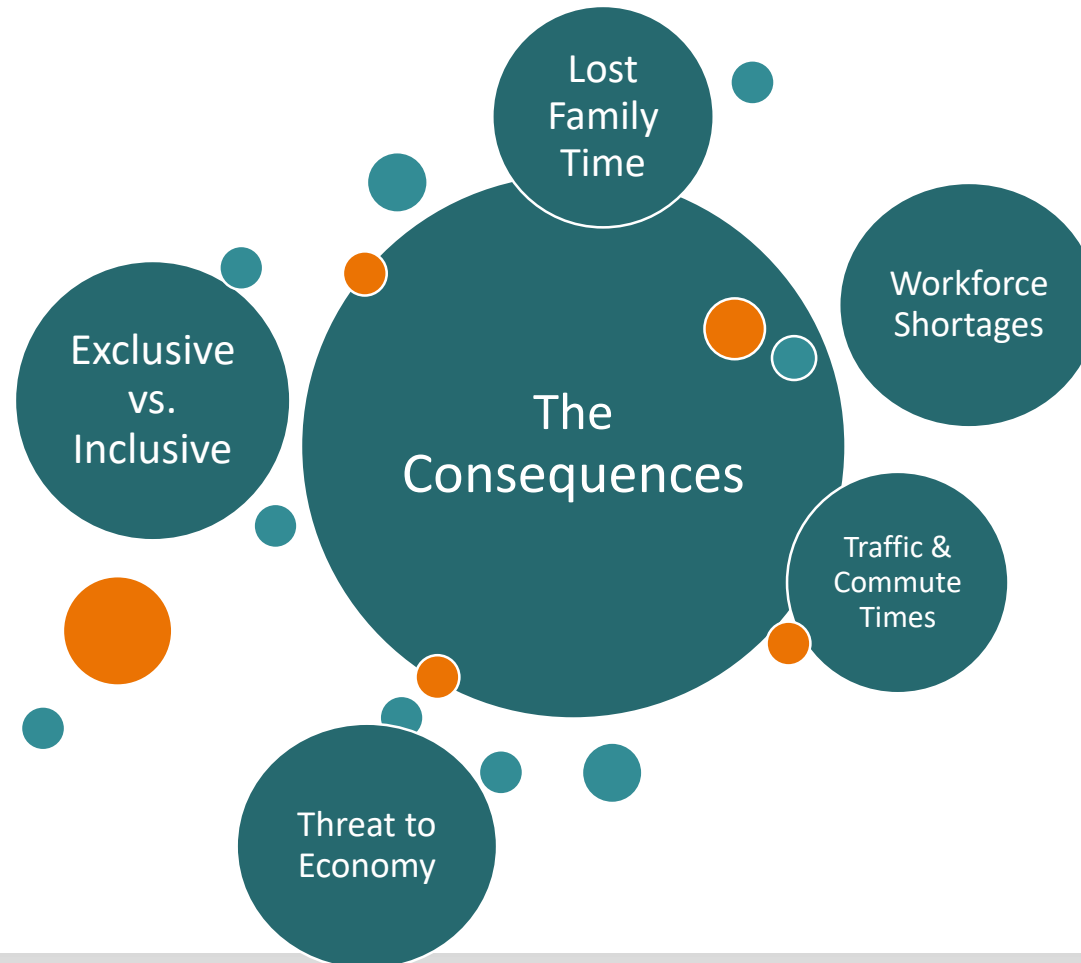 Lost
Family
Time
Workforce
Shortages
Exclusive
vs.
Inclusive
The
Consequences
Traffic &
Commute
Times
Threat to
Economy